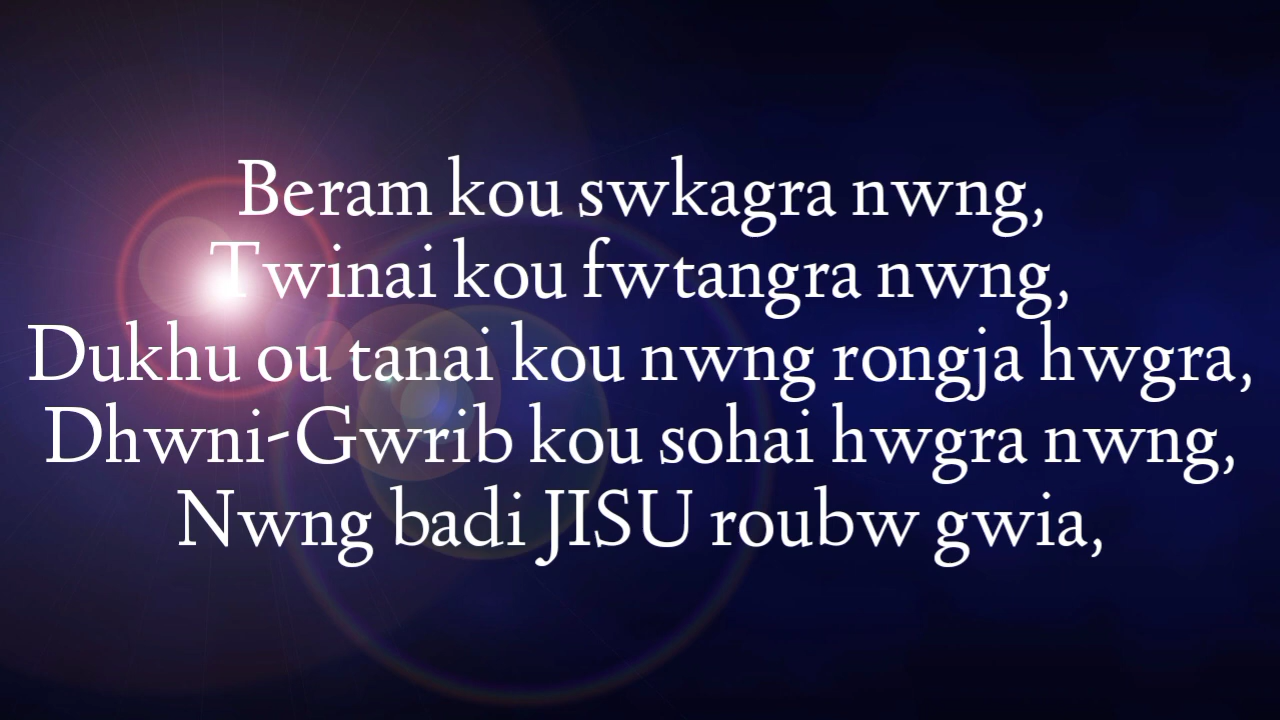 Beram kou swkagra nwng,
Twinai kou fwtangra nwng,
Dukhu ou tanai kou nwng rongja hwgra,
Dhwni-Gwrib kou sohai hwgra nwng,
Nwng badi JISU roubw gwia,